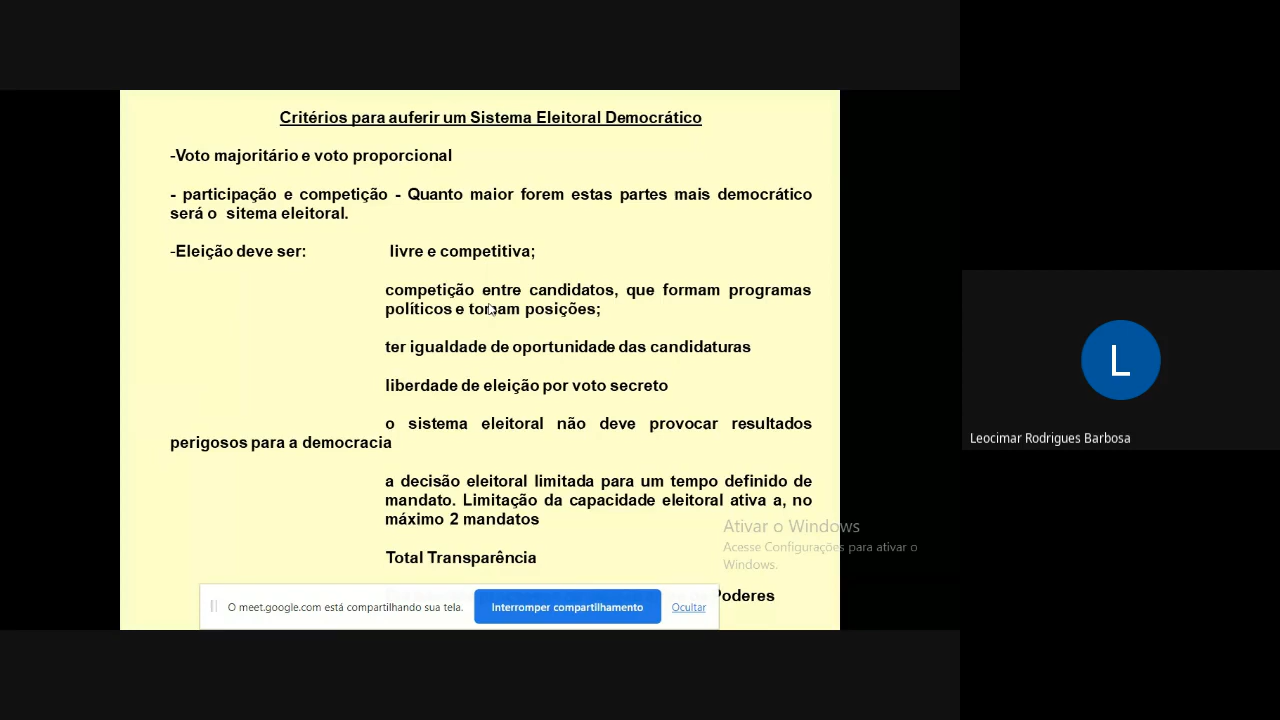 Critérios para auferir um Sistema Eleitoral Democrático
-Voto majoritário e voto proporcional
- participação e competição - Quanto maior forem estas partes mais democrático
será o sitema eleitoral.
-Eleição deve ser: livre e competitiva;
competição entre candidatos, que formam programas
políticos e tomam posições;
ter igualdade de oportunidade das candidaturas
liberdade de eleição por voto secreto
o sistema eleitoral não deve provocar resultados
perigosos para a democracia
a decisão eleitoral limitada para um tempo definido de
mandato. Limitação da capacidade eleitoral ativa a, no
máximo 2 mandatos
Total Transparência
Poderes
Ativar o Windows
Acesse Configurações para ativar o
Windows.
O meet.google.com está compartilhando sua tela. Interromper compartilhamento Ocultar
L
Leocimar Rodrigues Barbosa